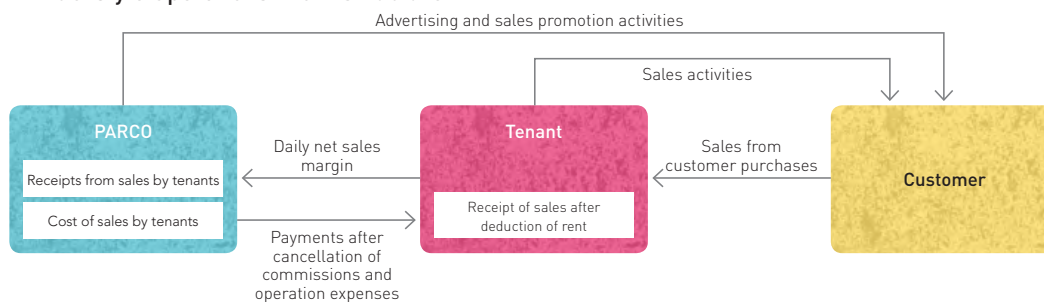 Advertising and sales promotion activities
Sales activities
PARCO
Receipts from sales by tenants
Cost of sales by tenants
Daily net sales
margin
Payments after
cancellation of
commissions and
operation expenses
Tenant
Receipt of sales after
deduction of rent
Sales from
customer purchases
Customer